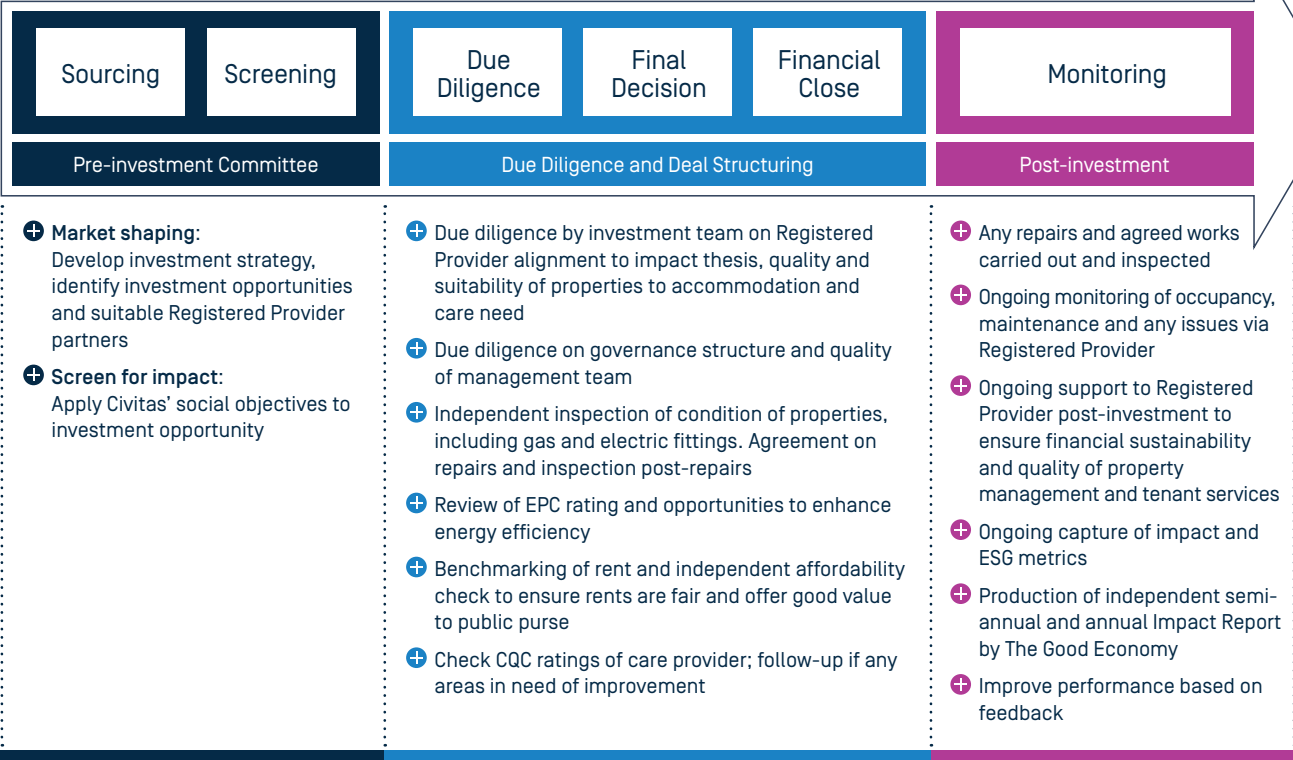 Sourcing
Screening
Due
Diligence
Final
Decision
Financial
Close
Monitoring
Pre-investment Committee
Due Diligence and Deal Structuring
Post-investment
Market shaping:
Develop investment strategy,
identify investment opportunities
and suitable Registered Provider
partners
Screen for impact:
Apply Civitas' social objectives to
investment opportunity
Due diligence by investment team on Registered
Provider alignment to impact thesis, quality and
suitability of properties to accommodation and
care need
Due diligence on governance structure and quality
of management team
Independent inspection of condition of properties,
including gas and electric fittings. Agreement on
repairs and inspection post-repairs
Review of EPC rating and opportunities to enhance
energy efficiency
Benchmarking of rent and independent affordability
check to ensure rents are fair and offer good value
to public purse
Check CQC ratings of care provider; follow-up if any
areas in need of improvement
Any repairs and agreed works
carried out and inspected
Ongoing monitoring of occupancy,
maintenance and any issues via
Registered Provider
Ongoing support to Registered
Provider post-investment to
ensure financial sustainability
and quality of property
management and tenant services
Ongoing capture of impact and
ESG metrics
Production of independent semi-
annual and annual Impact Report
by The Good Economy
Improve performance based on
feedback